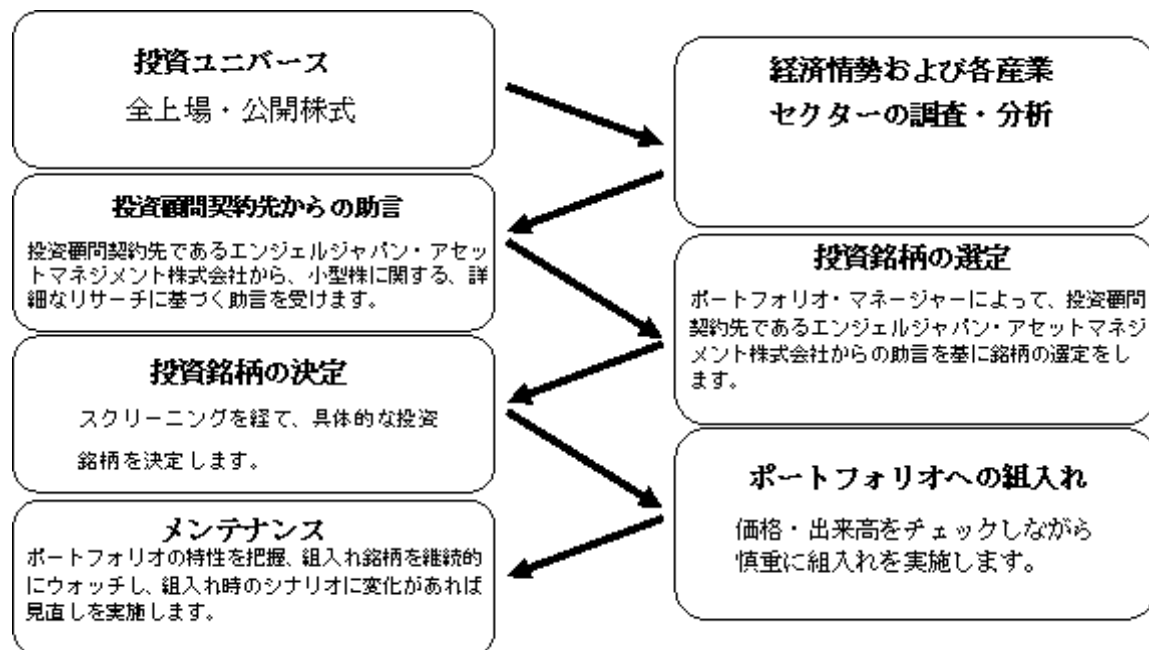 投資ユニバース
全上場・公開株式
経済情勢および各産業
セクターの調査・分析
投資顧問契約先からの助言
投資顧問契約先であるエンジェルジャパン・アセッ
トマネジメント株式会社から、小型株に関する、詳
細なリサーチに基づく助言を受けます。
投資銘柄の選定
ポートフォリオ・マネージャーによって、投資顧問
契約先であるエンジェルジャパン・アセットマネジ
メント株式会社からの助言を基に銘柄の選定をし
ます。
投資銘柄の決定
スクリーニングを経て、具体的な投資
銘柄を決定します。
ポートフォリオへの組入れ
価格・出来高をチェックしながら
慎重に組入れを実施します。
メンテナンス
ポートフォリオの特性を把握、組入れ銘柄を継続的
にウォッチし、組入れ時のシナリオに変化があれば
見直しを実施します。